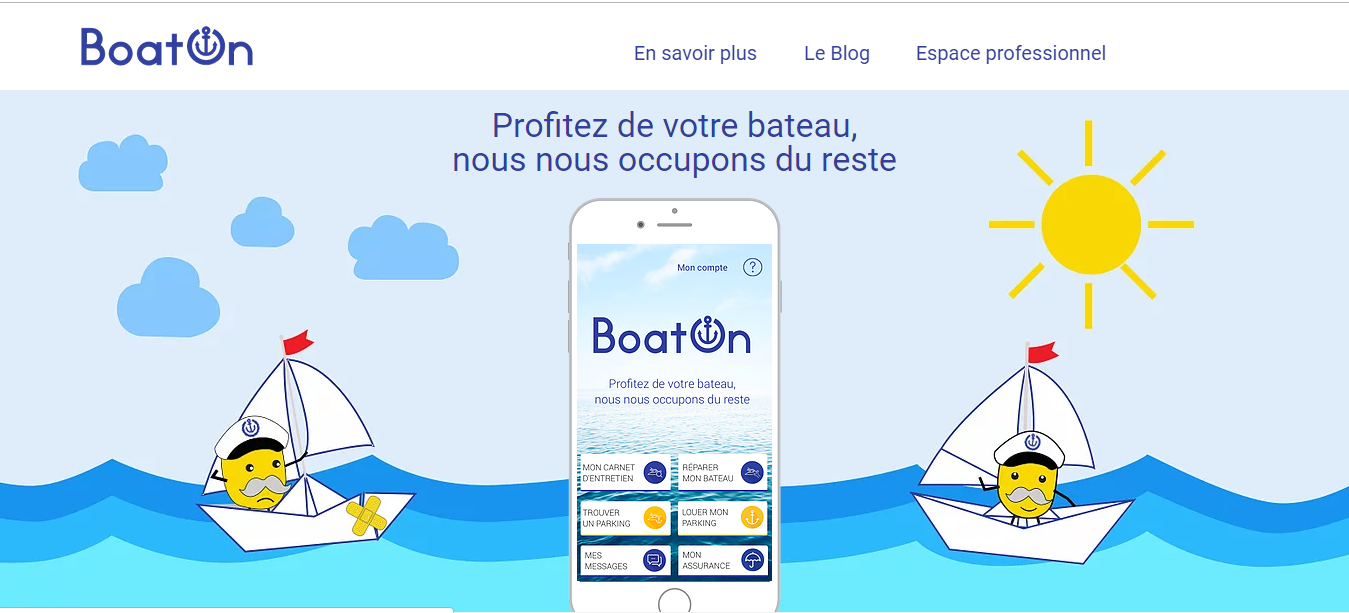 BoatOn
En savoir plus
Le Blog
Espace professionnel
Profitez de votre bateau,
nous nous occupons du reste
Mon compte
?
BoatOn
Profitez de votre bateau,
nous nous occupons du reste
MON CARNET
D'ENTRETIEN
RÉPARER
MON BATEAU
TROUVER
UN PARKING
LOUER MON
PARKING
MES
MESSAGES
MON
ASSURANCE